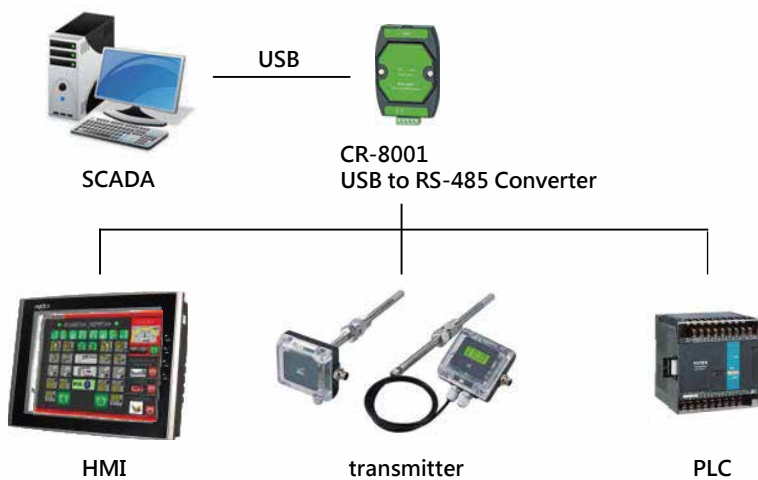 USB
SCADA
CR-8001
USB to RS-485 Converter
HMI
transmitter
PLC